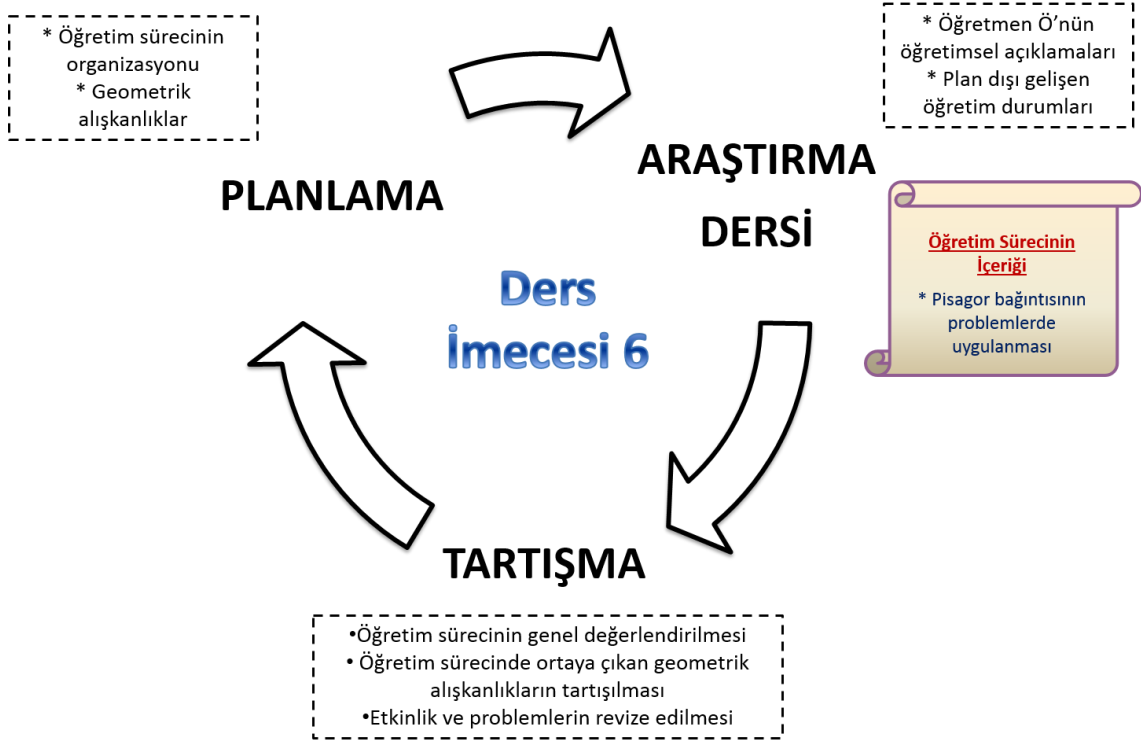 * Öğretim sürecinin
organizasyonu
* Geometrik
alışkanlıklar
* Öğretmen Ö’nün
öğretimsel açıklamaları
* Plan dışı gelişen
öğretim durumları
PLANLAMA
ARAŞTIRMA
DERSİ
Öğretim Sürecinin
İçeriği
* Pisagor bağıntısının
problemlerde
uygulanması
Ders
İmecesi 6
TARTIŞMA
•Öğretim sürecinin genel değerlendirilmesi
• Öğretim sürecinde ortaya çıkan geometrik
alışkanlıkların tartışılması
•Etkinlik ve problemlerin revize edilmesi